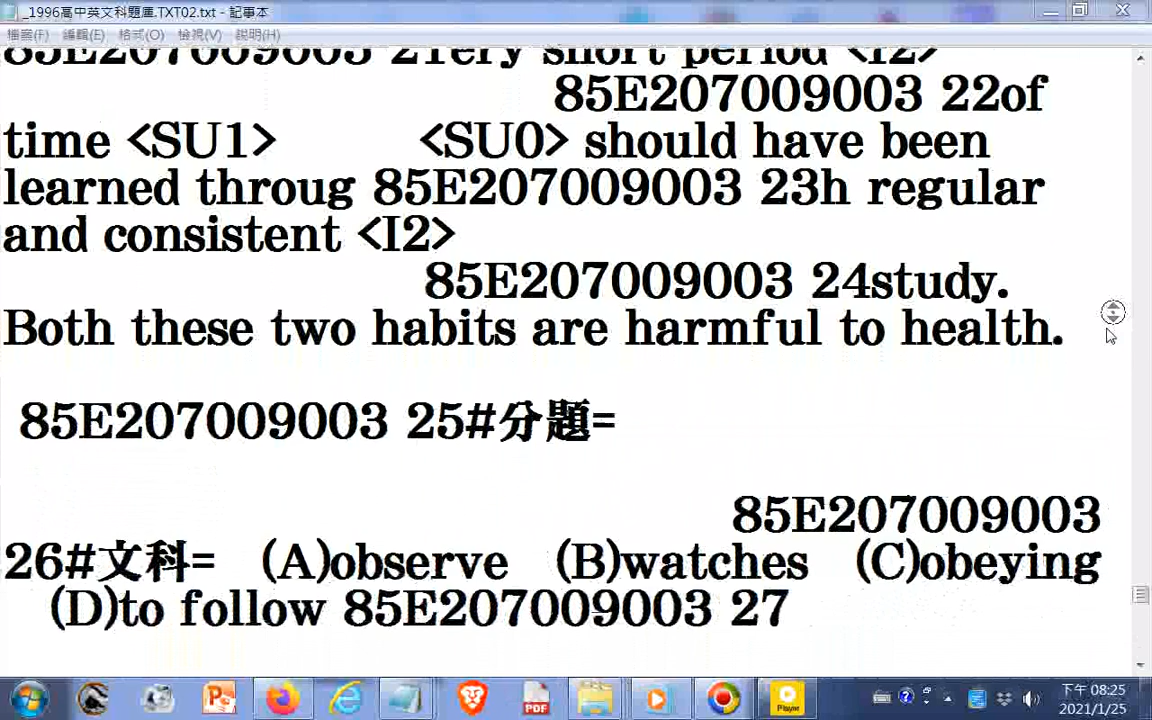 _1996高中英文科題庫.TXT02.txt - 記事本
檔案(F) 編輯(E) 格式(O) 檢視(V) 說明(H)
85E207009003 21ery short period <I2>
85E207009003 22of
time <SU1> <SU0> should have been
learned throug 85E207009003 23h regular
and consistent <I2>
85E207009003 24study.
Both these two habits are harmful to health.
85E207009003 25#分題=
85E207009003
26#文科= (A)observe (B)watches (C)obeying
(D)to follow 85E207009003 27
PDF
Player
下午 08:25
2021/1/25